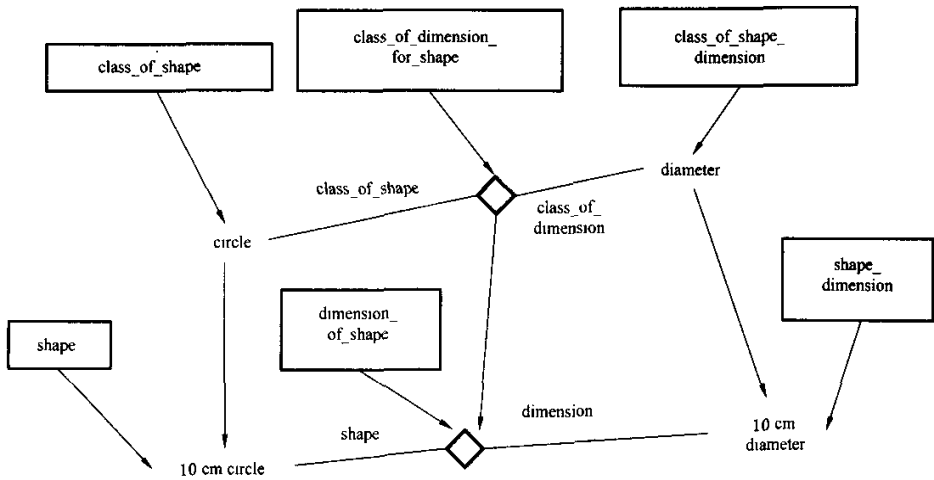 class_of_shape
class_of_dimension_
for_shape
class_of_shape_
dimension
diameter
class_of_shape
class_of_
dimension
circle
shape_
dimension
dimension_
of_shape
shape
dimension
10 cm
diameter
shape
10 cm circle